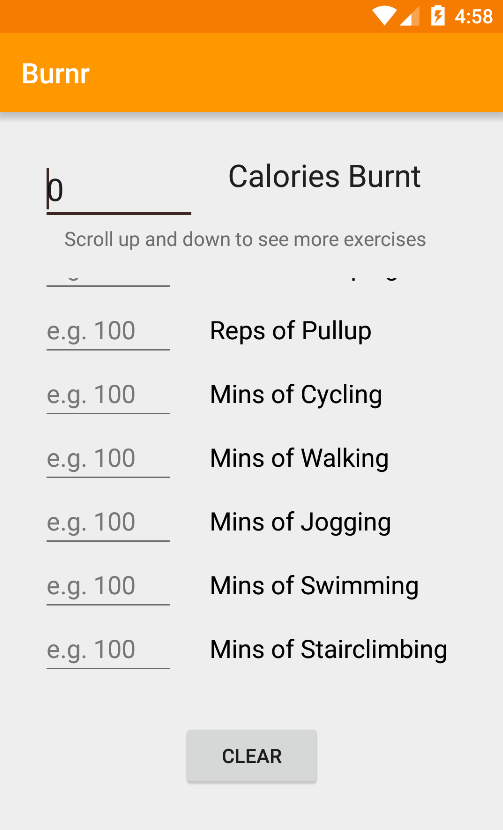 4:58
Burnr
0 Calories Burnt
Scroll up and down to see more exercises
e.g. 100 Reps of Pullup
e.g. 100 Mins of Cycling
e.g. 100 Mins of Walking
e.g. 100 Mins of Jogging
e.g. 100 Mins of Swimming
e.g. 100 Mins of Stairclimbing
CLEAR